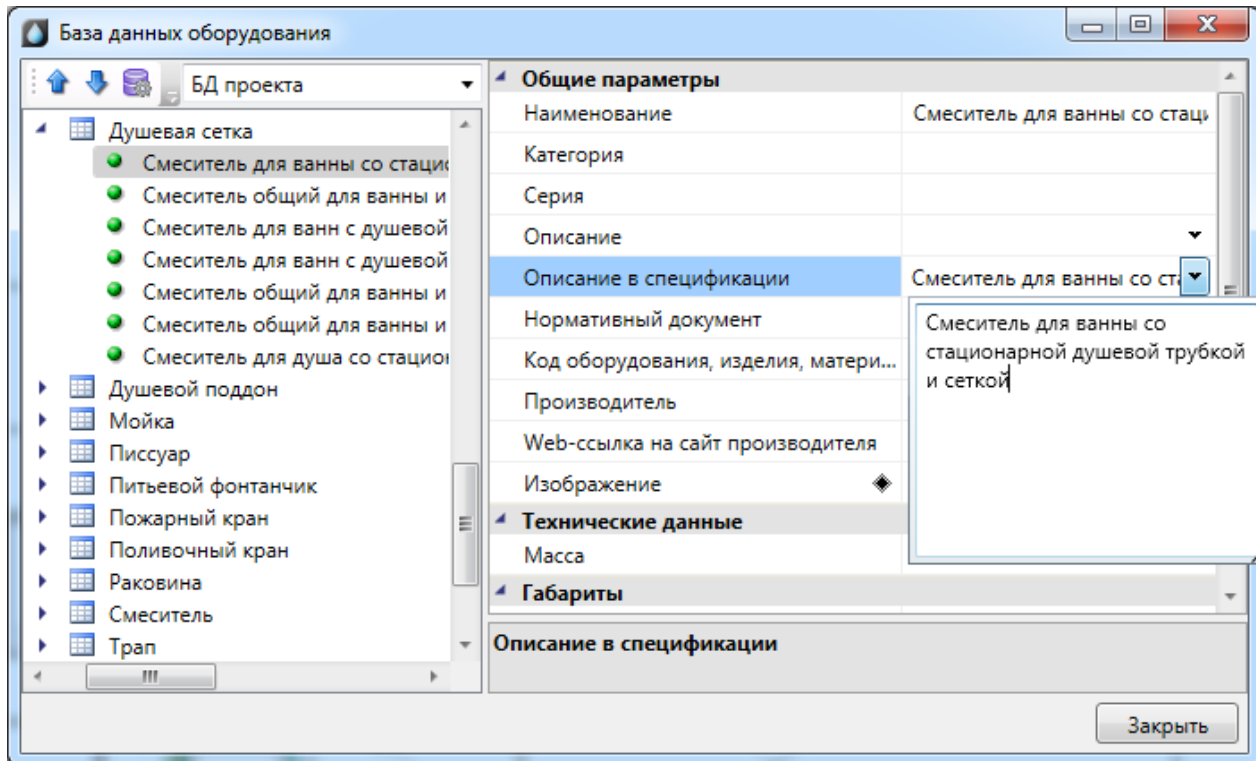 База данных оборудования
БД проекта
Душевая сетка
Смеситель для ванны со стацио
Смеситель общий для ванны и
Смеситель для ванн с душевой
Смеситель для ванн с душевой
Смеситель общий для ванны и
Смеситель общий для ванны и
Смеситель для душа со стацион
Душевой поддон
Мойка
Писсуар
Питьевой фонтанчик
Пожарный кран
Поливочный кран
Раковина
Смеситель
Трап
Общие параметры
Наименование Смеситель для ванны со стаци
Категория
Серия
Описание
Описание в спецификации Смеситель для ванны со ста
Нормативный документ
Код оборудования, изделия, матери...
Производитель
Web-ссылка на сайт производителя
Изображение
Технические данные
Масса
Габариты
Смеситель для ванны со
стационарной душевой трубкой
и сеткой
Описание в спецификации
Закрыть